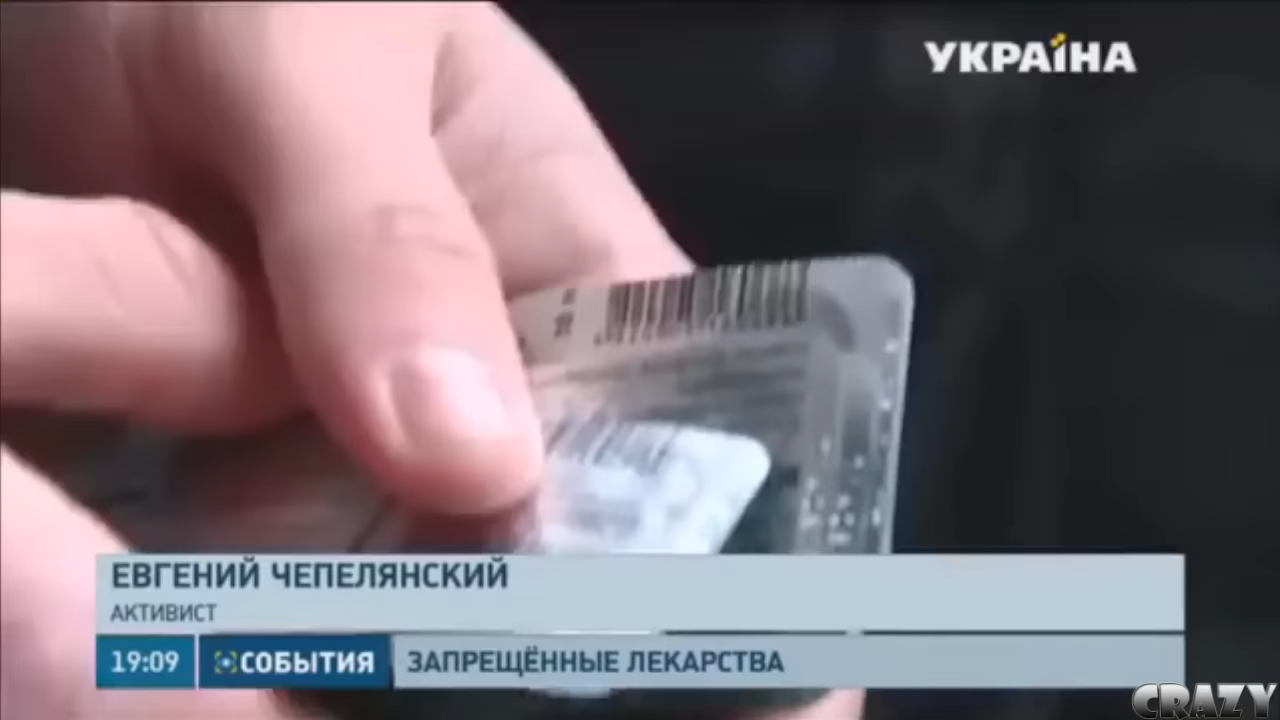 УКРАЇНА
ЕВГЕНИЙ ЧЕПЕЛЯНСКИЙ
АКТИВИСТ
19:09 СОБЫТИЯ ЗАПРЕЩЁННЫЕ ЛЕКАРСТВА
CRAZY